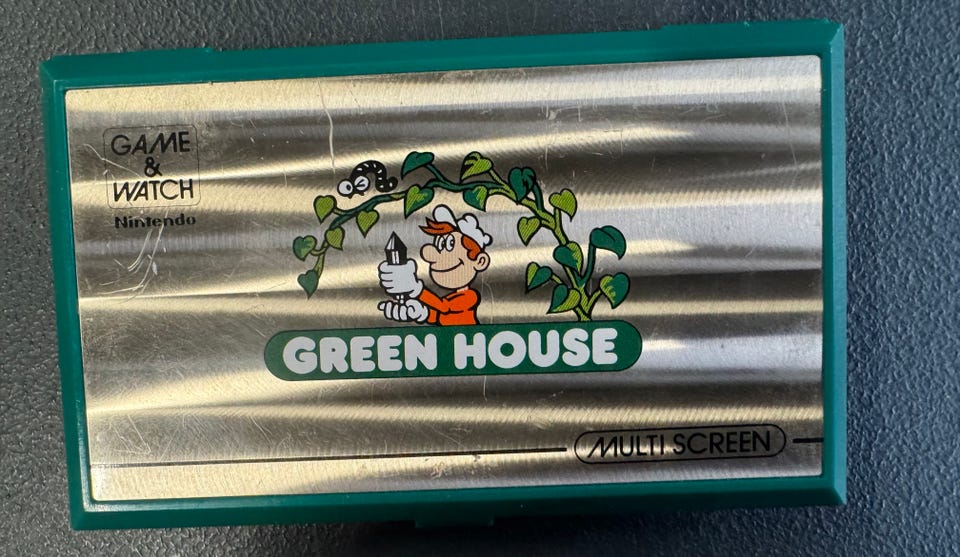 GAME
&
WATCH
Nintendo
GREEN HOUSE
MULTI SCREEN